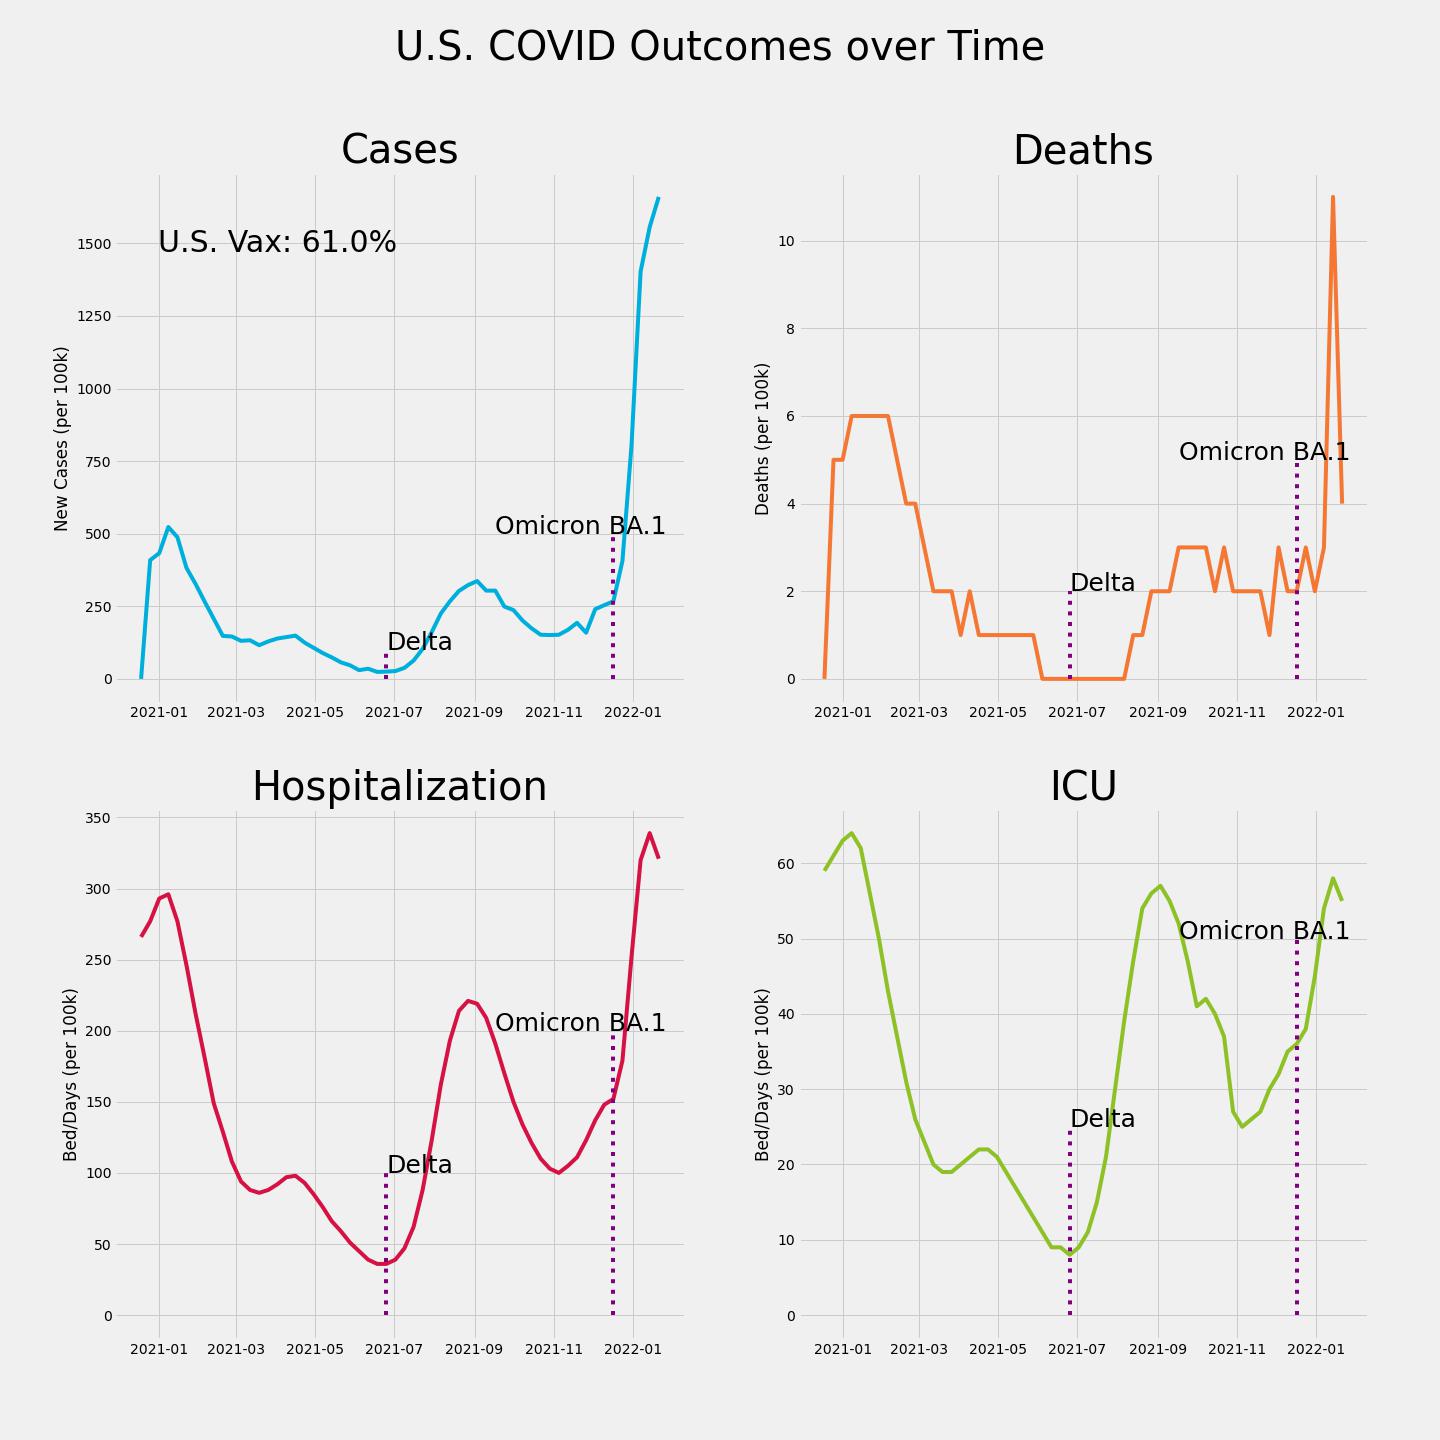 U.S. COVID Outcomes over Time
Cases
New Cases (per 100k)
1500
1250
1000
750
500
250
0
U.S. Vax: 61.0%
Omicron BA.1
Delta
2021-01 2021-03 2021-05 2021-07 2021-09 2021-11 2022-01
Deaths
Deaths (per 100k)
10
8
6
4
2
0
Omicron BA.1
Delta
2021-01 2021-03 2021-05 2021-07 2021-09 2021-11 2022-01
Hospitalization
Bed/Days (per 100k)
350
300
250
200
150
100
50
0
Omicron BA.1
Delta
2021-01 2021-03 2021-05 2021-07 2021-09 2021-11 2022-01
ICU
Bed/Days (per 100k)
60
50
40
30
20
10
0
Omicron BA.1
Delta
2021-01 2021-03 2021-05 2021-07 2021-09 2021-11 2022-01